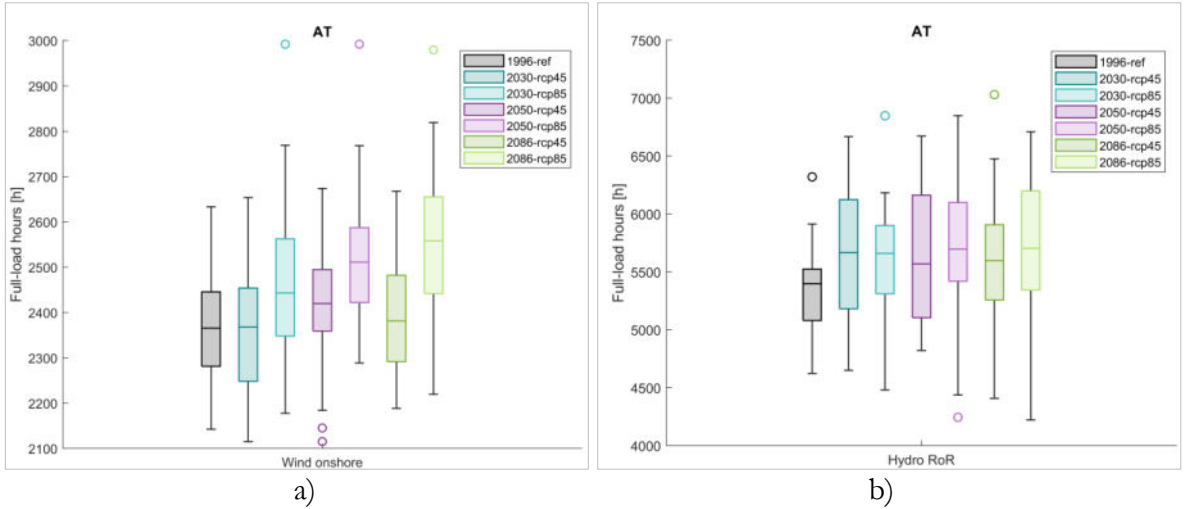 AT
3000
2900
2800
2700
2600
2500
2400
2300
2200
2100
Full-load hours [h]
1996-ref
2030-rcp45
2030-rcp85
2050-rcp45
2050-rcp85
2086-rcp45
2086-rcp85
Wind onshore
a)
AT
7500
7000
6500
6000
5500
5000
4500
4000
Full-load hours [h]
1996-ref
2030-rcp45
2030-rcp85
2050-rcp45
2050-rcp85
2086-rcp45
2086-rcp85
Hydro RoR
b)